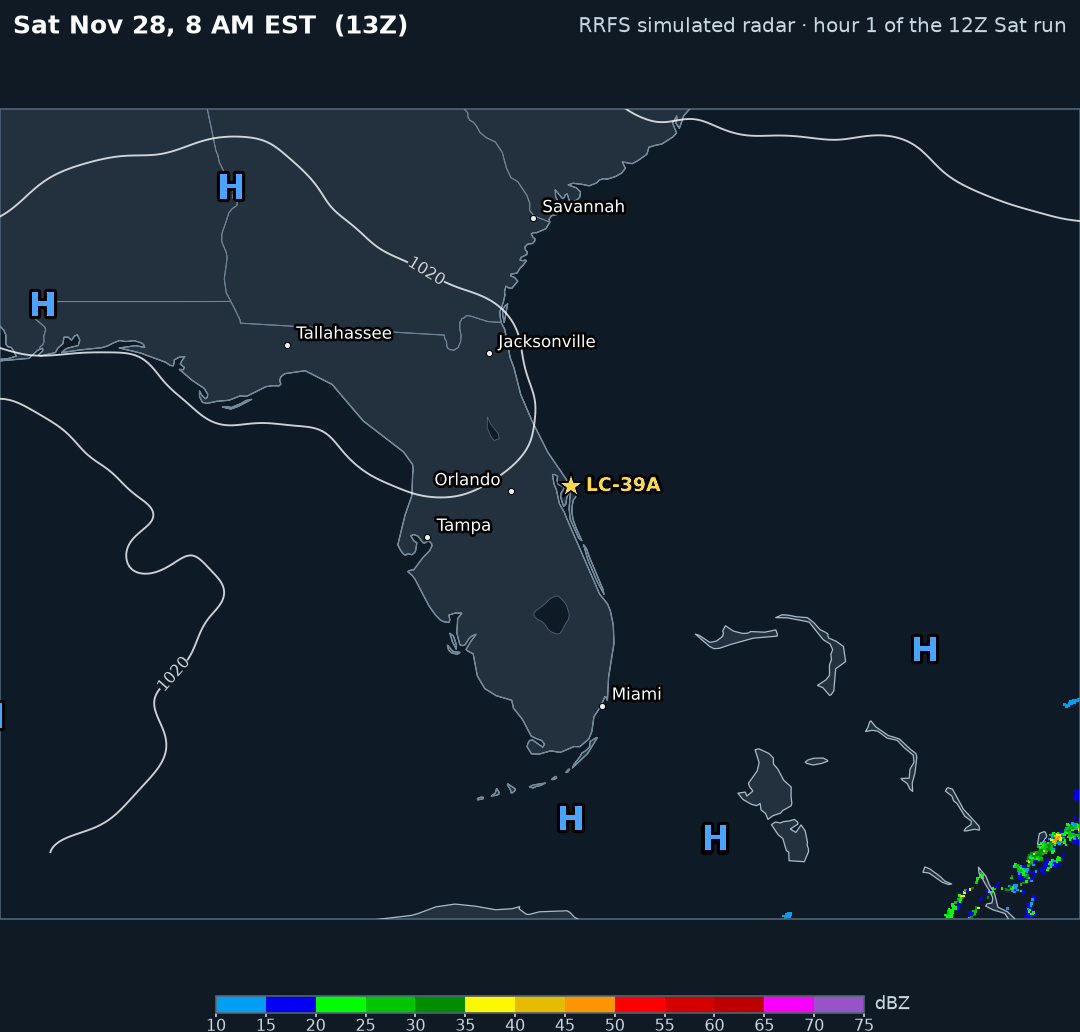 Sat Nov 28, 8 AM EST (13Z)
RRFS simulated radar · hour 1 of the 12Z Sat run
H
Savannah
1020
H
Tallahassee
Jacksonville
Orlando
LC-39A
Tampa
H
1020
Miami
H
H
H
dBZ
10 15 20 25 30 35 40 45 50 55 60 65 70 75